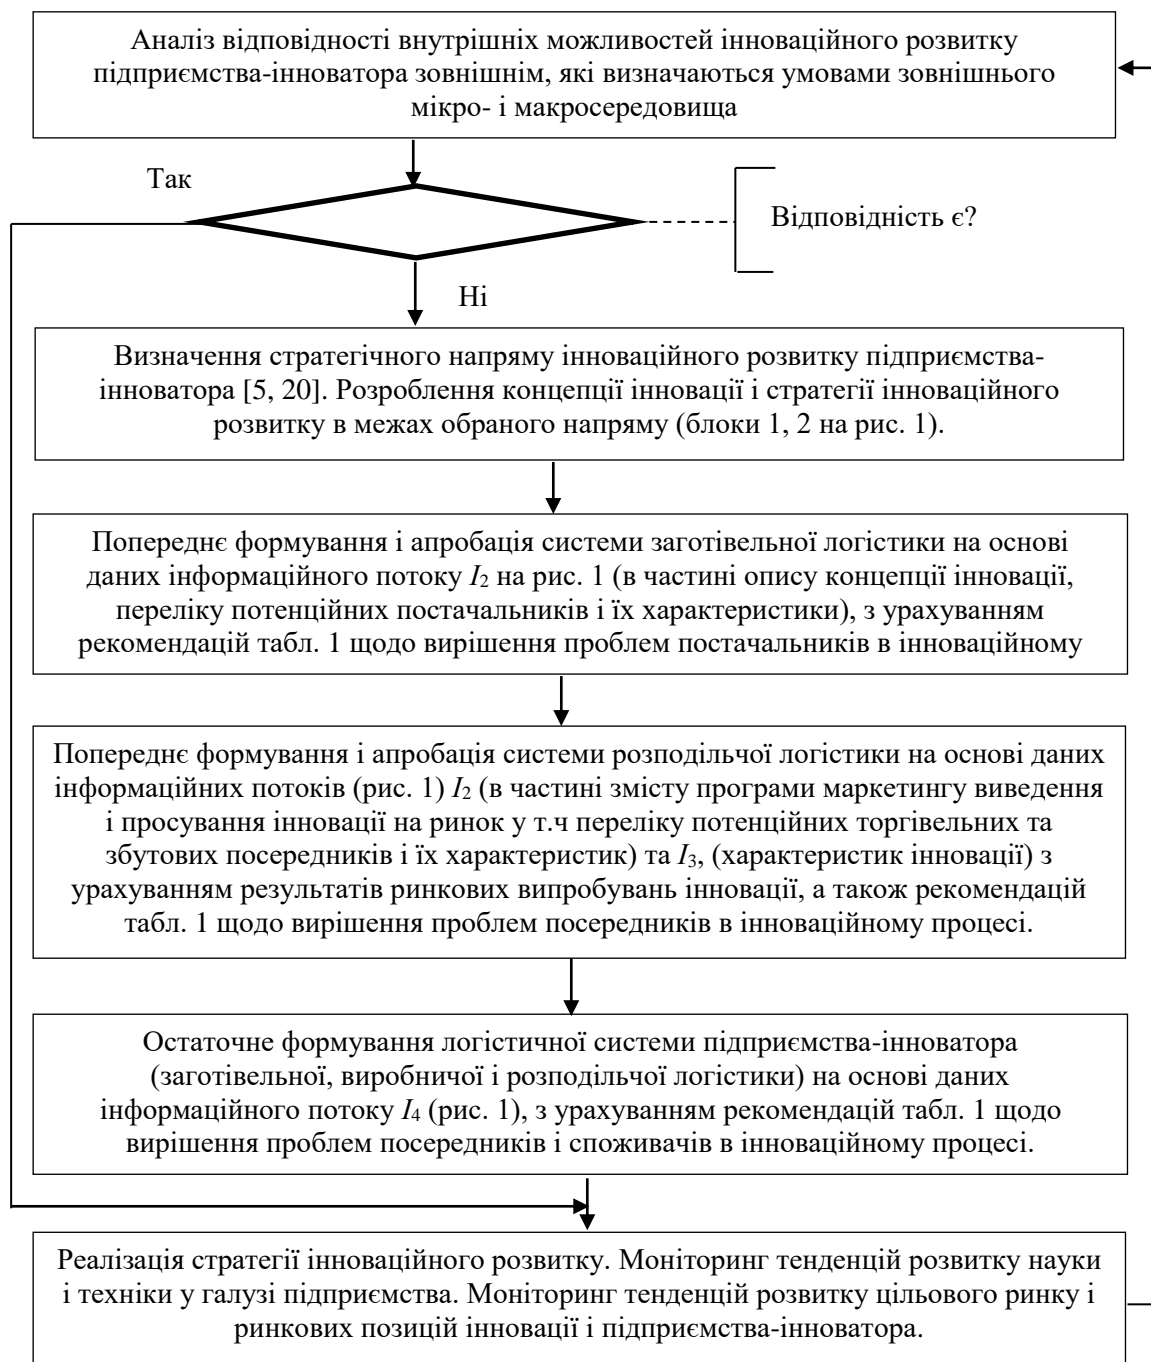 Аналіз відповідності внутрішніх можливостей інноваційного розвитку
підприємства-інноватора зовнішнім, які визначаються умовами зовнішнього
мікро- і макросередовища
Так
Відповідність є?
Ні
Визначення стратегічного напряму інноваційного розвитку підприємства-
інноватора [5, 20]. Розроблення концепції інновації і стратегії інноваційного
розвитку в межах обраного напряму (блоки 1, 2 на рис. 1).
Попереднє формування і апробація системи заготівельної логістики на основі
даних інформаційного потоку I2 на рис. 1 (в частині опису концепції інновації,
переліку потенційних постачальників і їх характеристики), з урахуванням
рекомендацій табл. 1 щодо вирішення проблем постачальників в інноваційному
Попереднє формування і апробація системи розподільчої логістики на основі даних
інформаційних потоків (рис. 1) I2 (в частині змісту програми маркетингу виведення
і просування інновації на ринок у т.ч переліку потенційних торгівельних та
збутових посередників і їх характеристик) та I3, (характеристик інновації) з
урахуванням результатів ринкових випробувань інновації, а також рекомендацій
табл. 1 щодо вирішення проблем посередників в інноваційному процесі.
Остаточне формування логістичної системи підприємства-інноватора
(заготівельної, виробничої і розподільчої логістики) на основі даних
інформаційного потоку I4 (рис. 1), з урахуванням рекомендацій табл. 1 щодо
вирішення проблем посередників і споживачів в інноваційному процесі.
Реалізація стратегії інноваційного розвитку. Моніторинг тенденцій розвитку науки
і техніки у галузі підприємства. Моніторинг тенденцій розвитку цільового ринку і
ринкових позицій інновації і підприємства-інноватора.